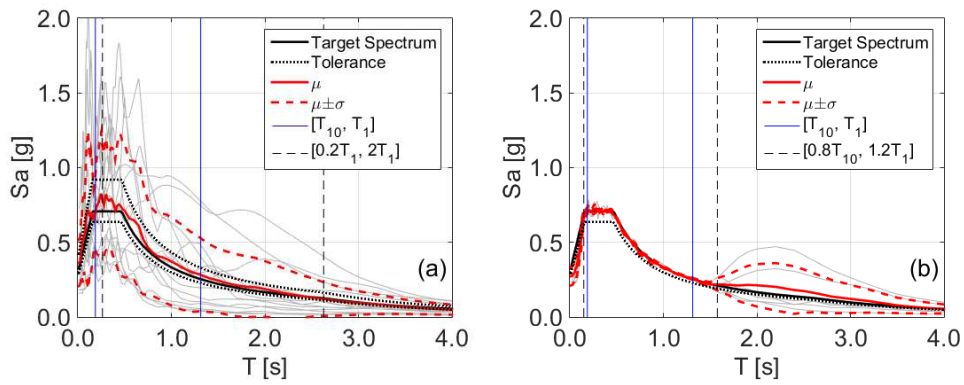 2.0
1.5
1.0
0.5
0.0
Sa [g]
0.0 1.0 2.0 3.0 4.0
T [s]
Target Spectrum
Tolerance
μ
μ±σ
[T10, T1]
[0.2T1, 2T1]
(a)
2.0
1.5
1.0
0.5
0.0
Sa [g]
0.0 1.0 2.0 3.0 4.0
T [s]
Target Spectrum
Tolerance
μ
μ±σ
[T10, T1]
[0.8T10, 1.2T1]
(b)